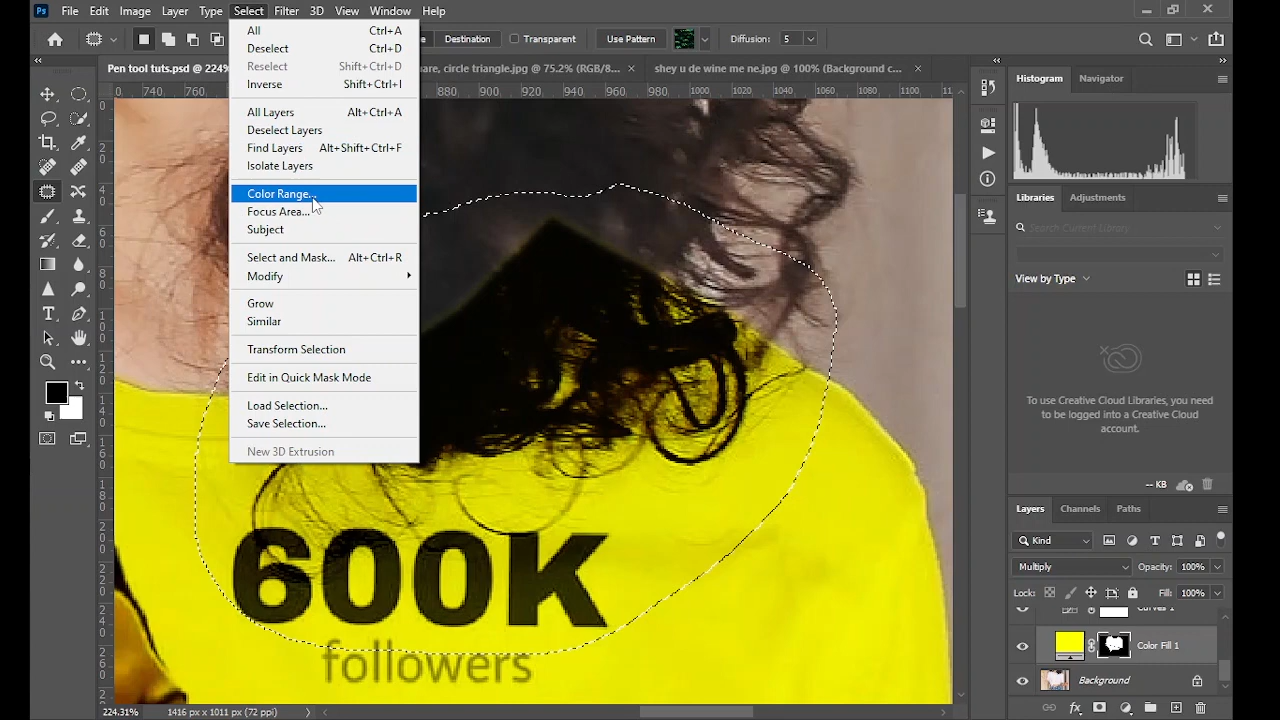 Ps File Edit Image Layer Type Select Filter 3D View Window Help
Destination Transparent Use Pattern Diffusion: 5
Pen tool tuts.psd @ 2249
are, circle triangle.jpg @ 75.2% (RGB/8...
shey u de wine me ne.jpg @ 100% (Background c...
0 740 760 880 900 920 940 960 980 1000 1020 1040 1060 1080 1100
All Ctrl+A
Deselect Ctrl+D
Reselect Shift+Ctrl+D
Inverse Shift+Ctrl+I
All Layers Alt+Ctrl+A
Deselect Layers
Find Layers Alt+Shift+Ctrl+F
Isolate Layers
Color Range...
Focus Area...
Subject
Select and Mask... Alt+Ctrl+R
Modify
Grow
Similar
Transform Selection
Edit in Quick Mask Mode
Load Selection...
Save Selection...
New 3D Extrusion
600K
followers
Histogram Navigator
Libraries Adjustments
Search Current Library
View by Type
To use Creative Cloud Libraries, you
need to be logged into a Creative Cloud
account.
-- KB
Layers Channels Paths
Kind
Multiply Opacity: 100%
Lock: Fill: 100%
Curves 1
Color Fill 1
Background
224.31% 1416 px x 1011 px (72 ppi)